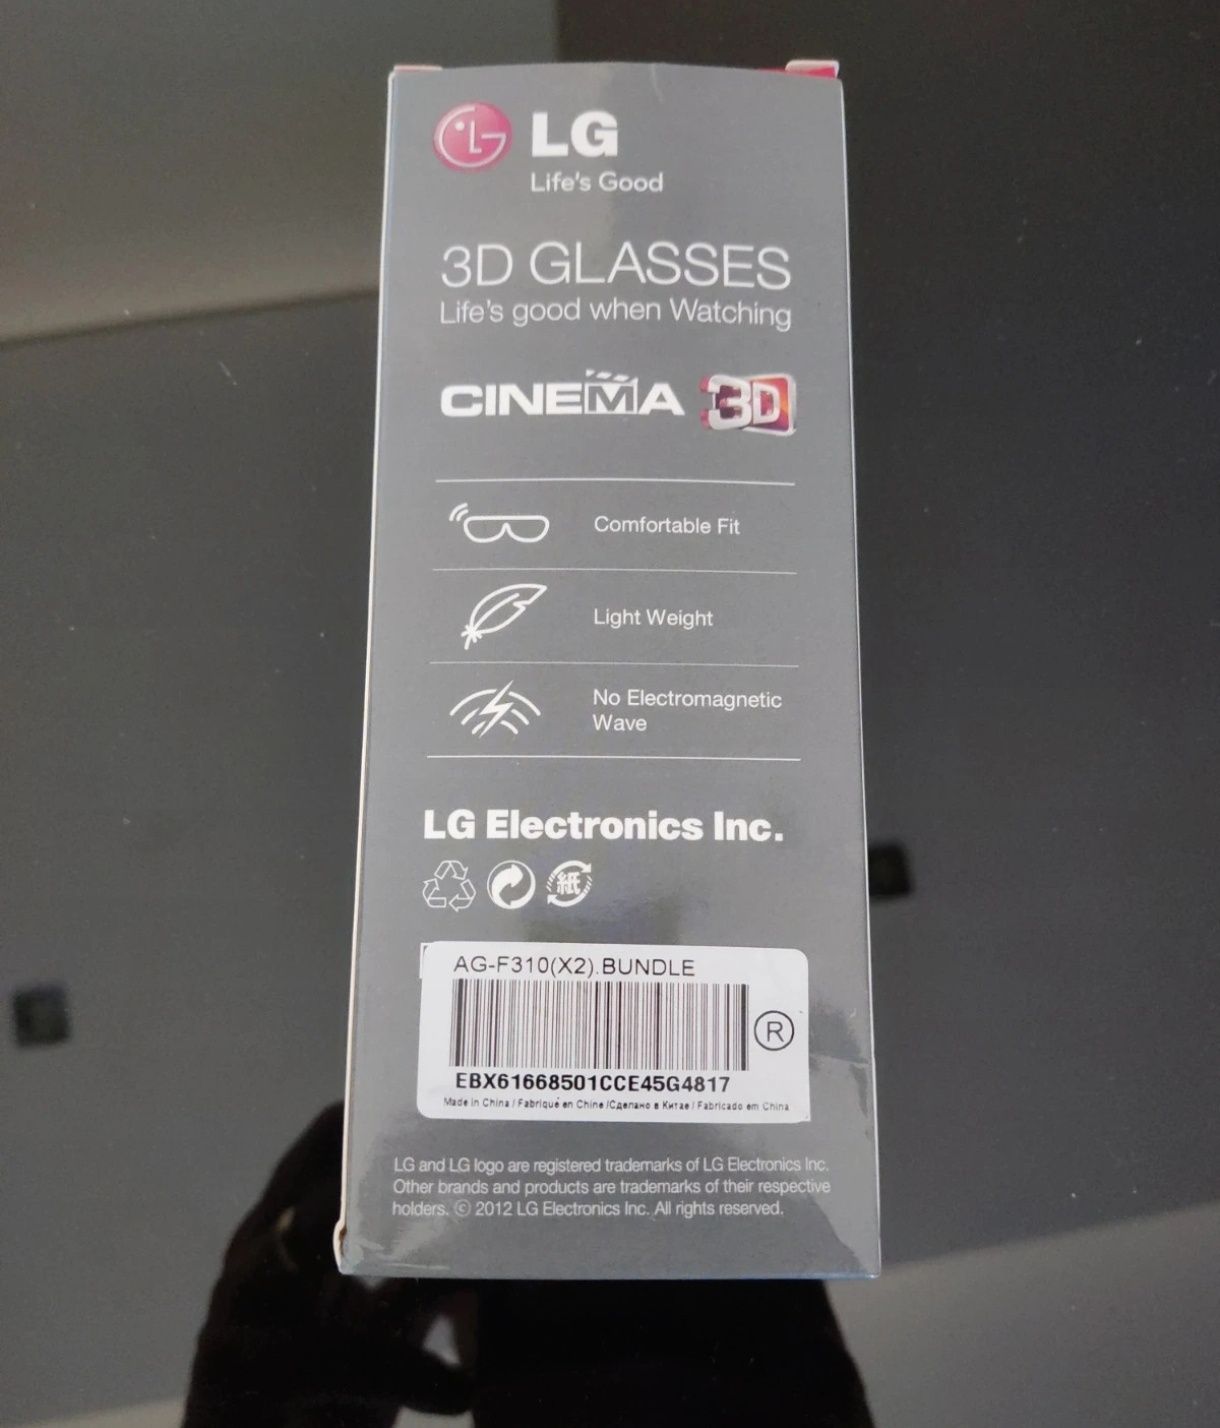 LG
Life's Good
3D GLASSES
Life's good when Watching
CINEMA 3D
Comfortable Fit
Light Weight
No Electromagnetic
Wave
LG Electronics Inc.
紙
AG-F310(X2).BUNDLE
®
EBX61668501CCE45G4817
Made in China / Fabriqué en Chine /Сделано в Китае / Fabricado em China
LG and LG logo are registered trademarks of LG Electronics Inc.
Other brands and products are trademarks of their respective
holders. © 2012 LG Electronics Inc. All rights reserved.